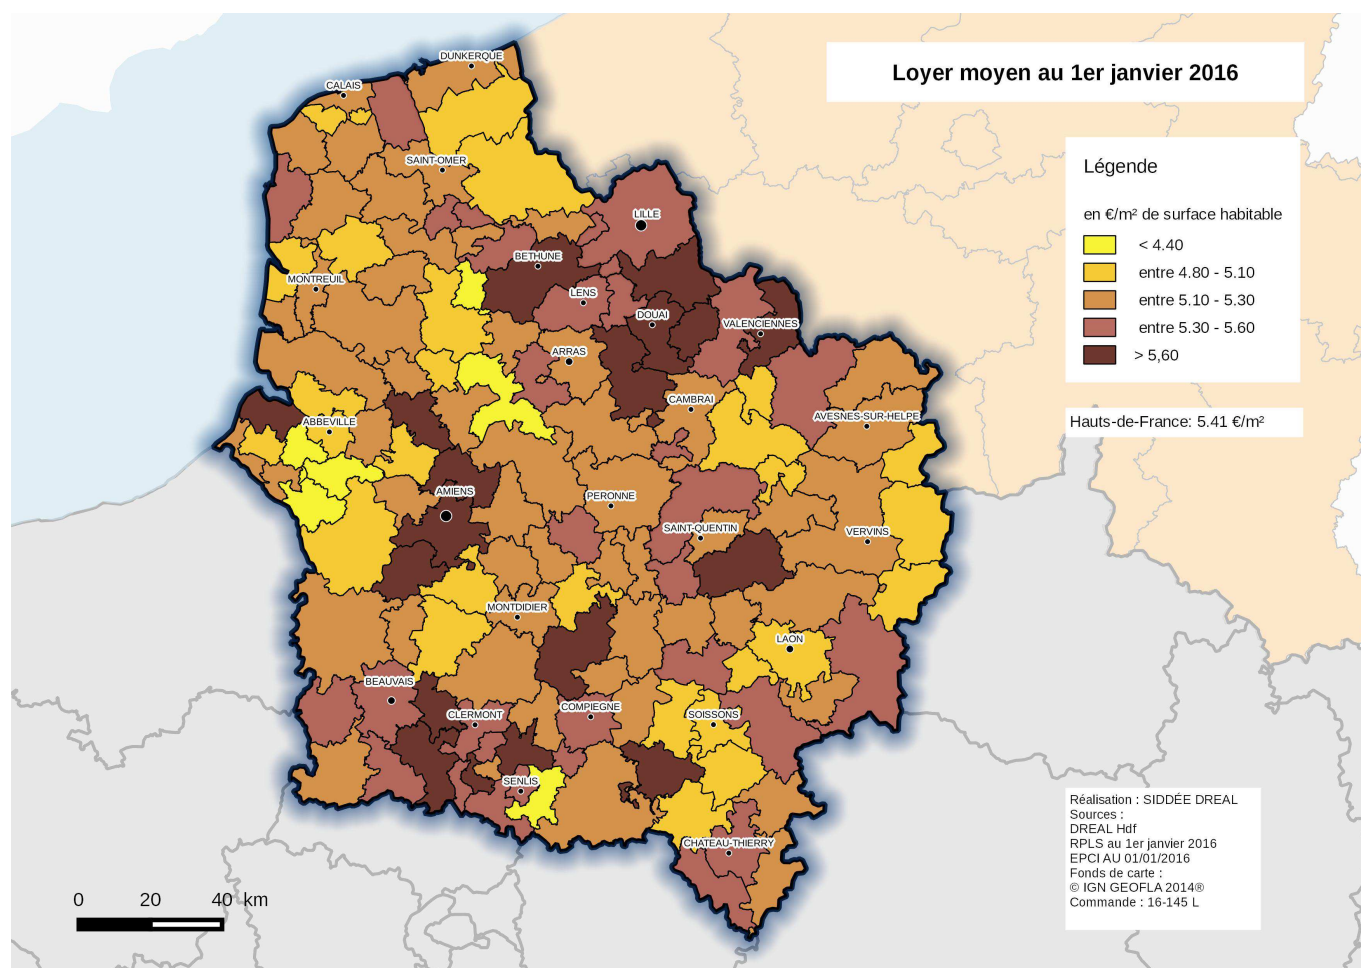 Loyer moyen au 1er janvier 2016
Légende
en €/m² de surface habitable
< 4.40
entre 4.80 - 5.10
entre 5.10 - 5.30
entre 5.30 - 5.60
> 5,60
Hauts-de-France: 5.41 €/m²
DUNKERQUE
CALAIS
SAINT-OMER
LILLE
BETHUNE
MONTREUIL
LENS
DOUAI
VALENCIENNES
ARRAS
CAMBRAI
AVESNES-SUR-HELPE
ABBEVILLE
AMIENS
PERONNE
SAINT-QUENTIN
VERVINS
MONTDIDIER
LAON
BEAUVAIS
CLERMONT
COMPIEGNE
SOISSONS
SENLIS
CHATEAU-THIERRY
Réalisation : SIDDÉE DREAL
Sources :
DREAL Hdf
RPLS au 1er janvier 2016
EPCI AU 01/01/2016
Fonds de carte :
© IGN GEOFLA 2014®
Commande : 16-145 L
0 20 40 km